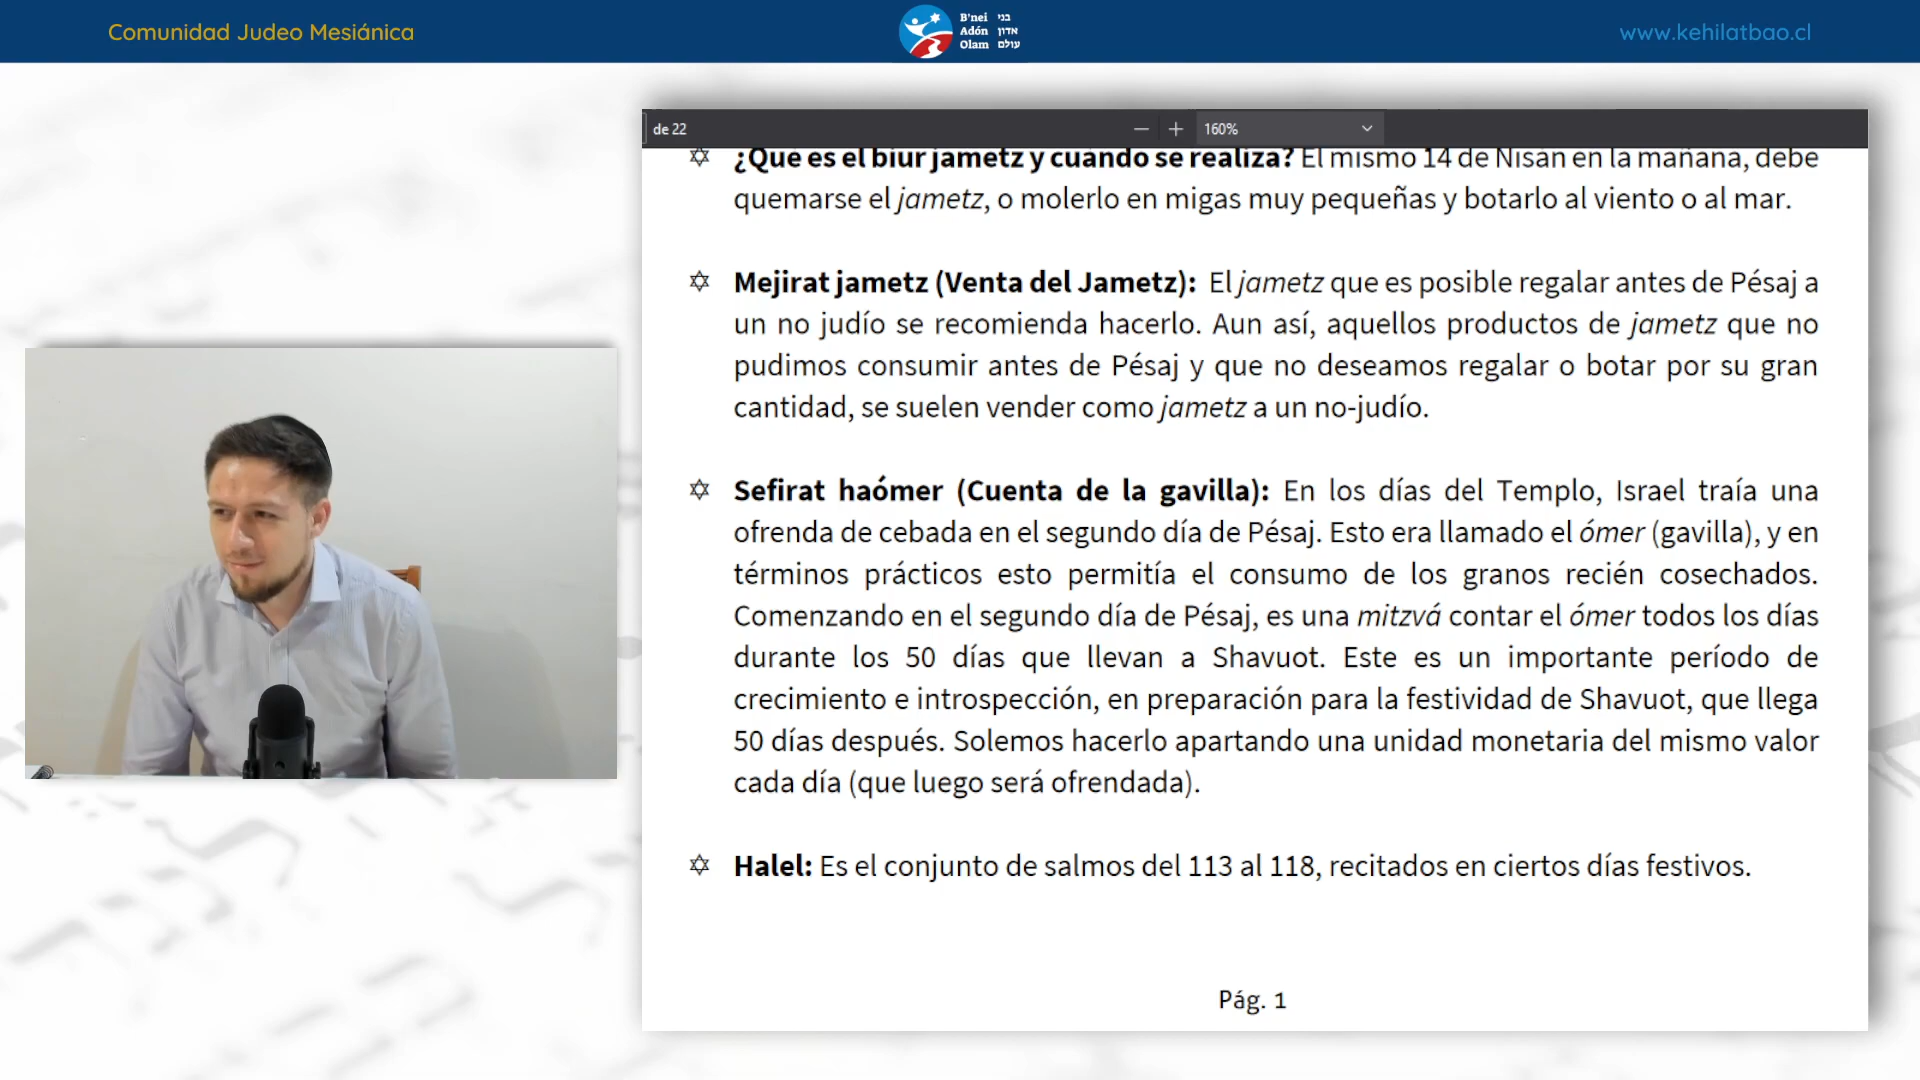 Comunidad Judeo Mesiánica
B'nei בני
Adón אדון
Olam עולם
www.kehilatbao.cl
de 22
160%
¿Qué es el biur jametz y cuándo se realiza? El mismo 14 de Nisán en la mañana, debe
quemarse el jametz, o molerlo en migas muy pequeñas y botarlo al viento o al mar.
Mejirat jametz (Venta del Jametz): El jametz que es posible regalar antes de Pésaj a
un no judío se recomienda hacerlo. Aun así, aquellos productos de jametz que no
pudimos consumir antes de Pésaj y que no deseamos regalar o botar por su gran
cantidad, se suelen vender como jametz a un no-judío.
Sefirat haómer (Cuenta de la gavilla): En los días del Templo, Israel traía una
ofrenda de cebada en el segundo día de Pésaj. Esto era llamado el ómer (gavilla), y en
términos prácticos esto permitía el consumo de los granos recién cosechados.
Comenzando en el segundo día de Pésaj, es una mitzvá contar el ómer todos los días
durante los 50 días que llevan a Shavuot. Este es un importante período de
crecimiento e introspección, en preparación para la festividad de Shavuot, que llega
50 días después. Solemos hacerlo apartando una unidad monetaria del mismo valor
cada día (que luego será ofrendada).
Halel: Es el conjunto de salmos del 113 al 118, recitados en ciertos días festivos.
Pág. 1